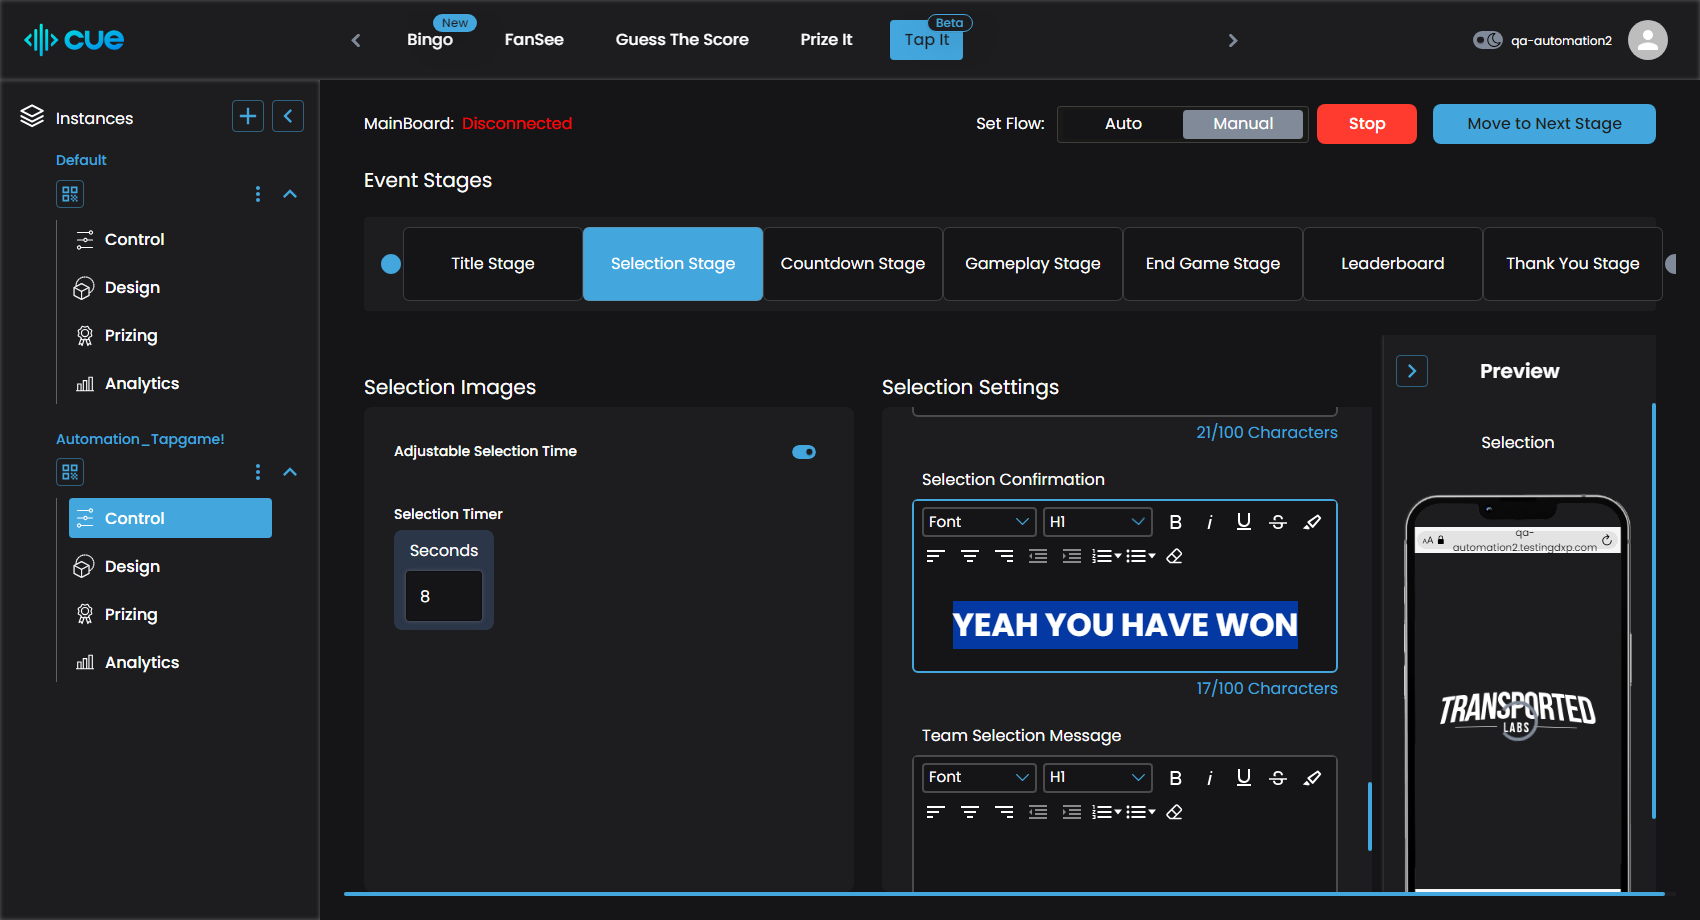 cue
New
Bingo
FanSee
Guess The Score
Prize It
Beta
Tap It
qa-automation2
Instances
Default
Control
Design
Prizing
Analytics
Automation_Tapgame!
Control
Design
Prizing
Analytics
MainBoard: Disconnected
Set Flow:
Auto
Manual
Stop
Move to Next Stage
Event Stages
Title Stage
Selection Stage
Countdown Stage
Gameplay Stage
End Game Stage
Leaderboard
Thank You Stage
Selection Images
Adjustable Selection Time
Selection Timer
Seconds
8
Selection Settings
21/100 Characters
Selection Confirmation
Font
H1
B
i
U
S
YEAH YOU HAVE WON
17/100 Characters
Team Selection Message
Font
H1
B
i
U
S
Preview
Selection
AA
qa-
automation2.testingdxp.com
TRANSPORTED
LABS